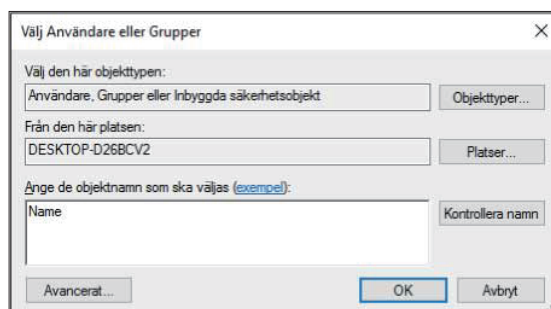 Välj Användare eller Grupper
Välj den här objekttypen:
Användare, Grupper eller Inbyggda säkerhetsobjekt
Objekttyper...
Från den här platsen:
DESKTOP-D26BCV2
Platser...
Ange de objektnamn som ska väljas (exempel):
Name
Kontrollera namn
Avancerat...
OK
Avbryt